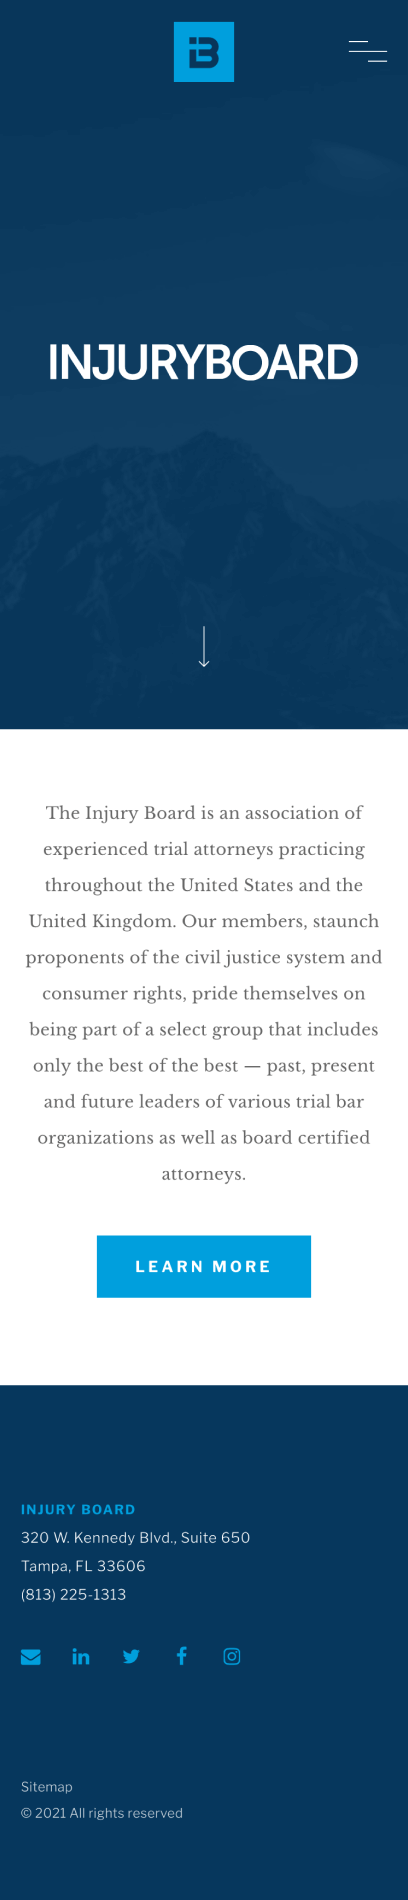 iB
INJURYBOARD
The Injury Board is an association of
experienced trial attorneys practicing
throughout the United States and the
United Kingdom. Our members, staunch
proponents of the civil justice system and
consumer rights, pride themselves on
being part of a select group that includes
only the best of the best — past, present
and future leaders of various trial bar
organizations as well as board certified
attorneys.
LEARN MORE
INJURY BOARD
320 W. Kennedy Blvd., Suite 650
Tampa, FL 33606
(813) 225-1313
Sitemap
© 2021 All rights reserved